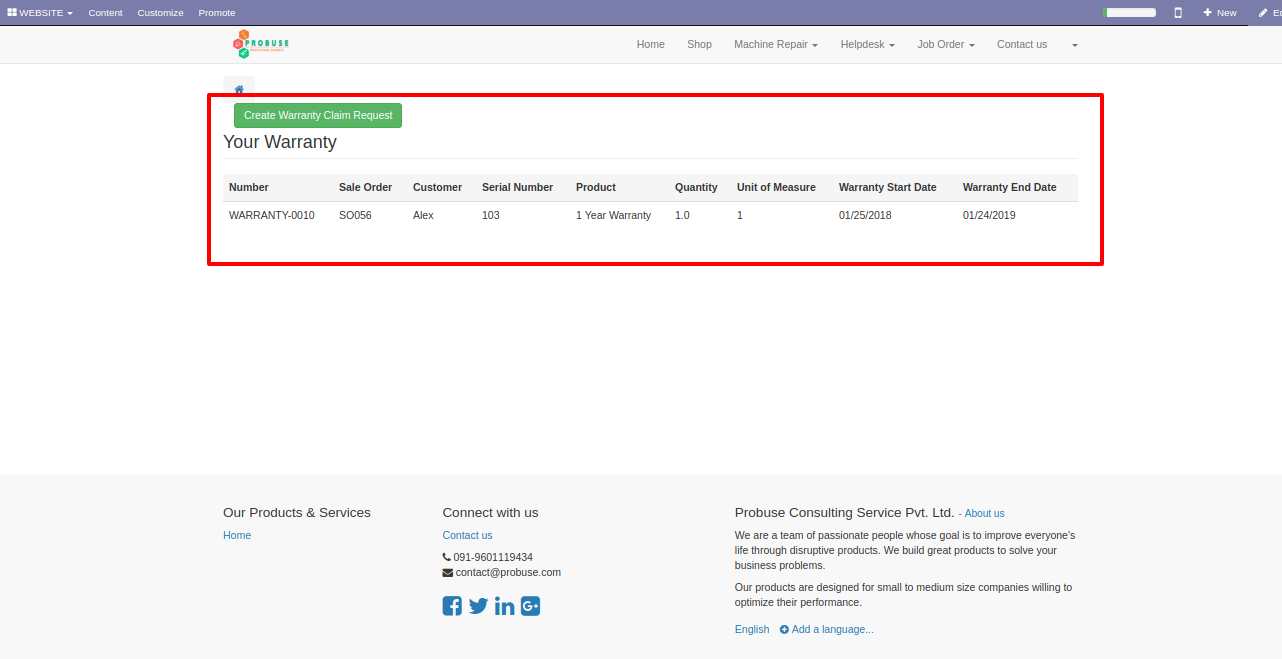 WEBSITE Content Customize Promote New
PROBUSE
Home Shop Machine Repair Helpdesk Job Order Contact us
Create Warranty Claim Request
Your Warranty
Number Sale Order Customer Serial Number Product Quantity Unit of Measure Warranty Start Date Warranty End Date
WARRANTY-0010 SO056 Alex 103 1 Year Warranty 1.0 1 01/25/2018 01/24/2019
Our Products & Services
Home
Connect with us
Contact us
091-9601119434
contact@probuse.com
Probuse Consulting Service Pvt. Ltd. - About us
We are a team of passionate people whose goal is to improve everyone's
life through disruptive products. We build great products to solve your
business problems.
Our products are designed for small to medium size companies willing to
optimize their performance.
English Add a language...